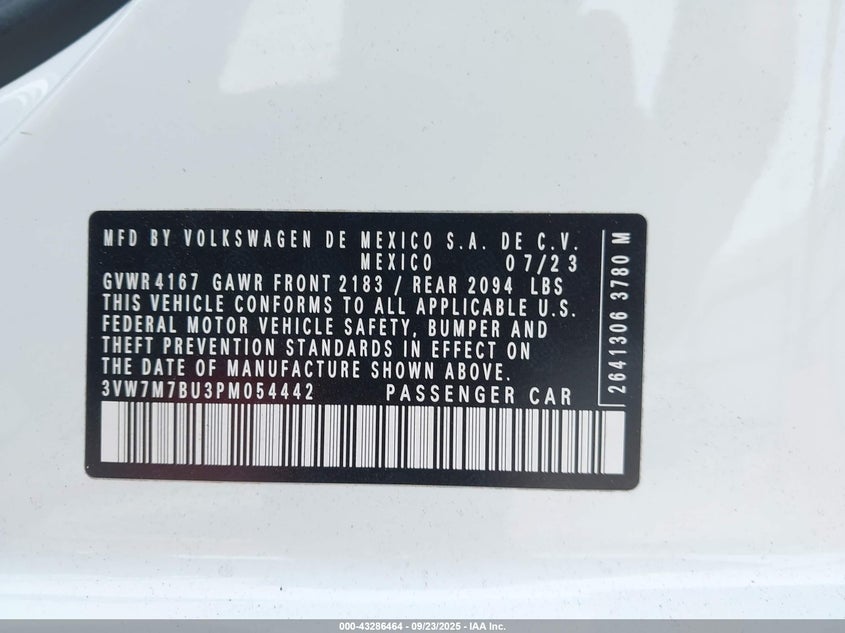 MFD BY VOLKSWAGEN DE MEXICO S.A. DE C.V.
MEXICO 07/23
GVWR 4167 GAWR FRONT 2183 / REAR 2094 LBS
THIS VEHICLE CONFORMS TO ALL APPLICABLE U.S.
FEDERAL MOTOR VEHICLE SAFETY, BUMPER AND
THEFT PREVENTION STANDARDS IN EFFECT ON
THE DATE OF MANUFACTURE SHOWN ABOVE.
3VW7M7BU3PM054442 PASSENGER CAR
2641306 3780 M
000-43286464 - 09/23/2025 - IAA Inc.